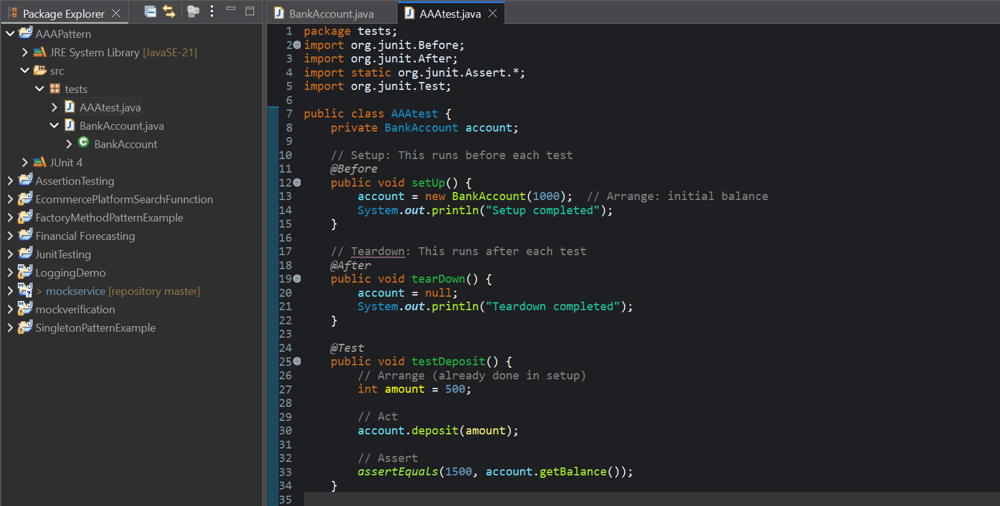 Package Explorer
AAAPattern
JRE System Library [JavaSE-21]
src
tests
AAAtest.java
BankAccount.java
BankAccount
JUnit 4
AssertionTesting
EcommercePlatformSearchFunnction
FactoryMethodPatternExample
Financial Forecasting
JunitTesting
LoggingDemo
> mockservice [repository master]
mockverification
SingletonPatternExample
BankAccount.java
AAAtest.java
1 package tests;
2 import org.junit.Before;
3 import org.junit.After;
4 import static org.junit.Assert.*;
5 import org.junit.Test;
6
7 public class AAAtest {
8     private BankAccount account;
9
10     // Setup: This runs before each test
11     @Before
12     public void setUp() {
13         account = new BankAccount(1000);  // Arrange: initial balance
14         System.out.println("Setup completed");
15     }
16
17     // Teardown: This runs after each test
18     @After
19     public void tearDown() {
20         account = null;
21         System.out.println("Teardown completed");
22     }
23
24     @Test
25     public void testDeposit() {
26         // Arrange (already done in setup)
27         int amount = 500;
28
29         // Act
30         account.deposit(amount);
31
32         // Assert
33         assertEquals(1500, account.getBalance());
34     }
35